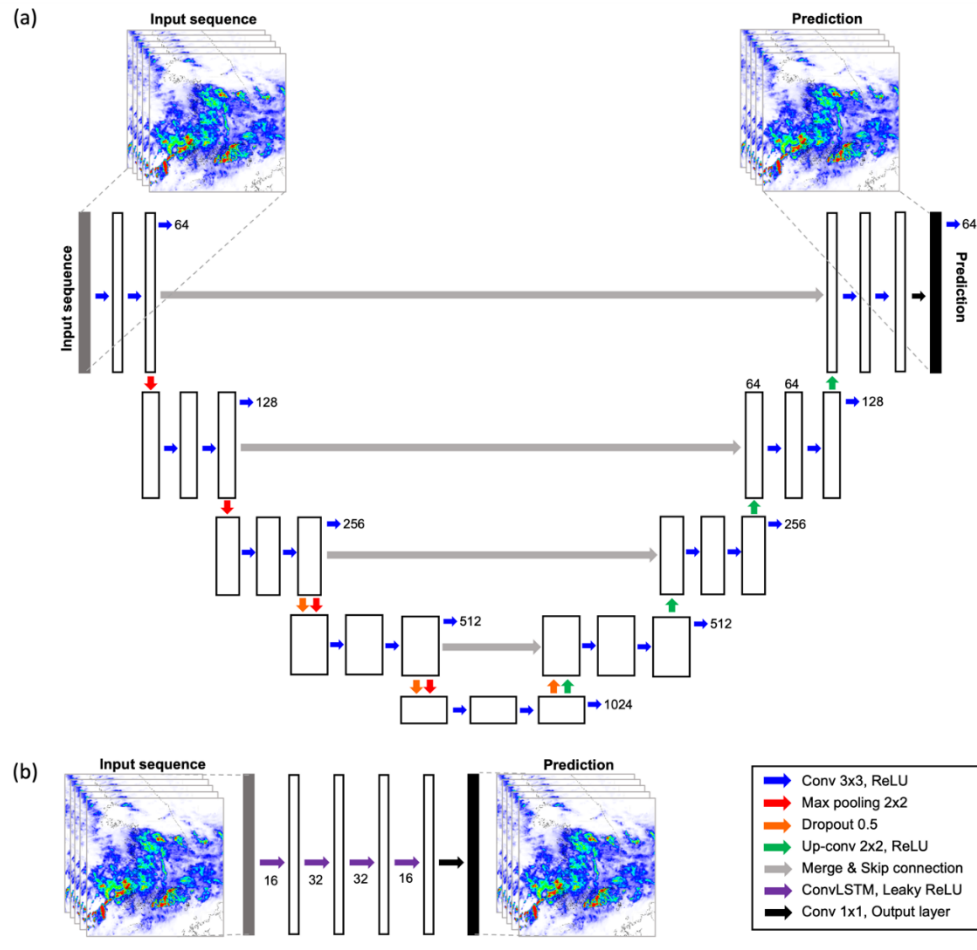 (a)
Input sequence
Prediction
Input sequence
64
64
Prediction
128
64 64
128
256
256
512
512
1024
(b)
Input sequence
Prediction
16 32 32 16
Conv 3x3, ReLU
Max pooling 2x2
Dropout 0.5
Up-conv 2x2, ReLU
Merge & Skip connection
ConvLSTM, Leaky ReLU
Conv 1x1, Output layer